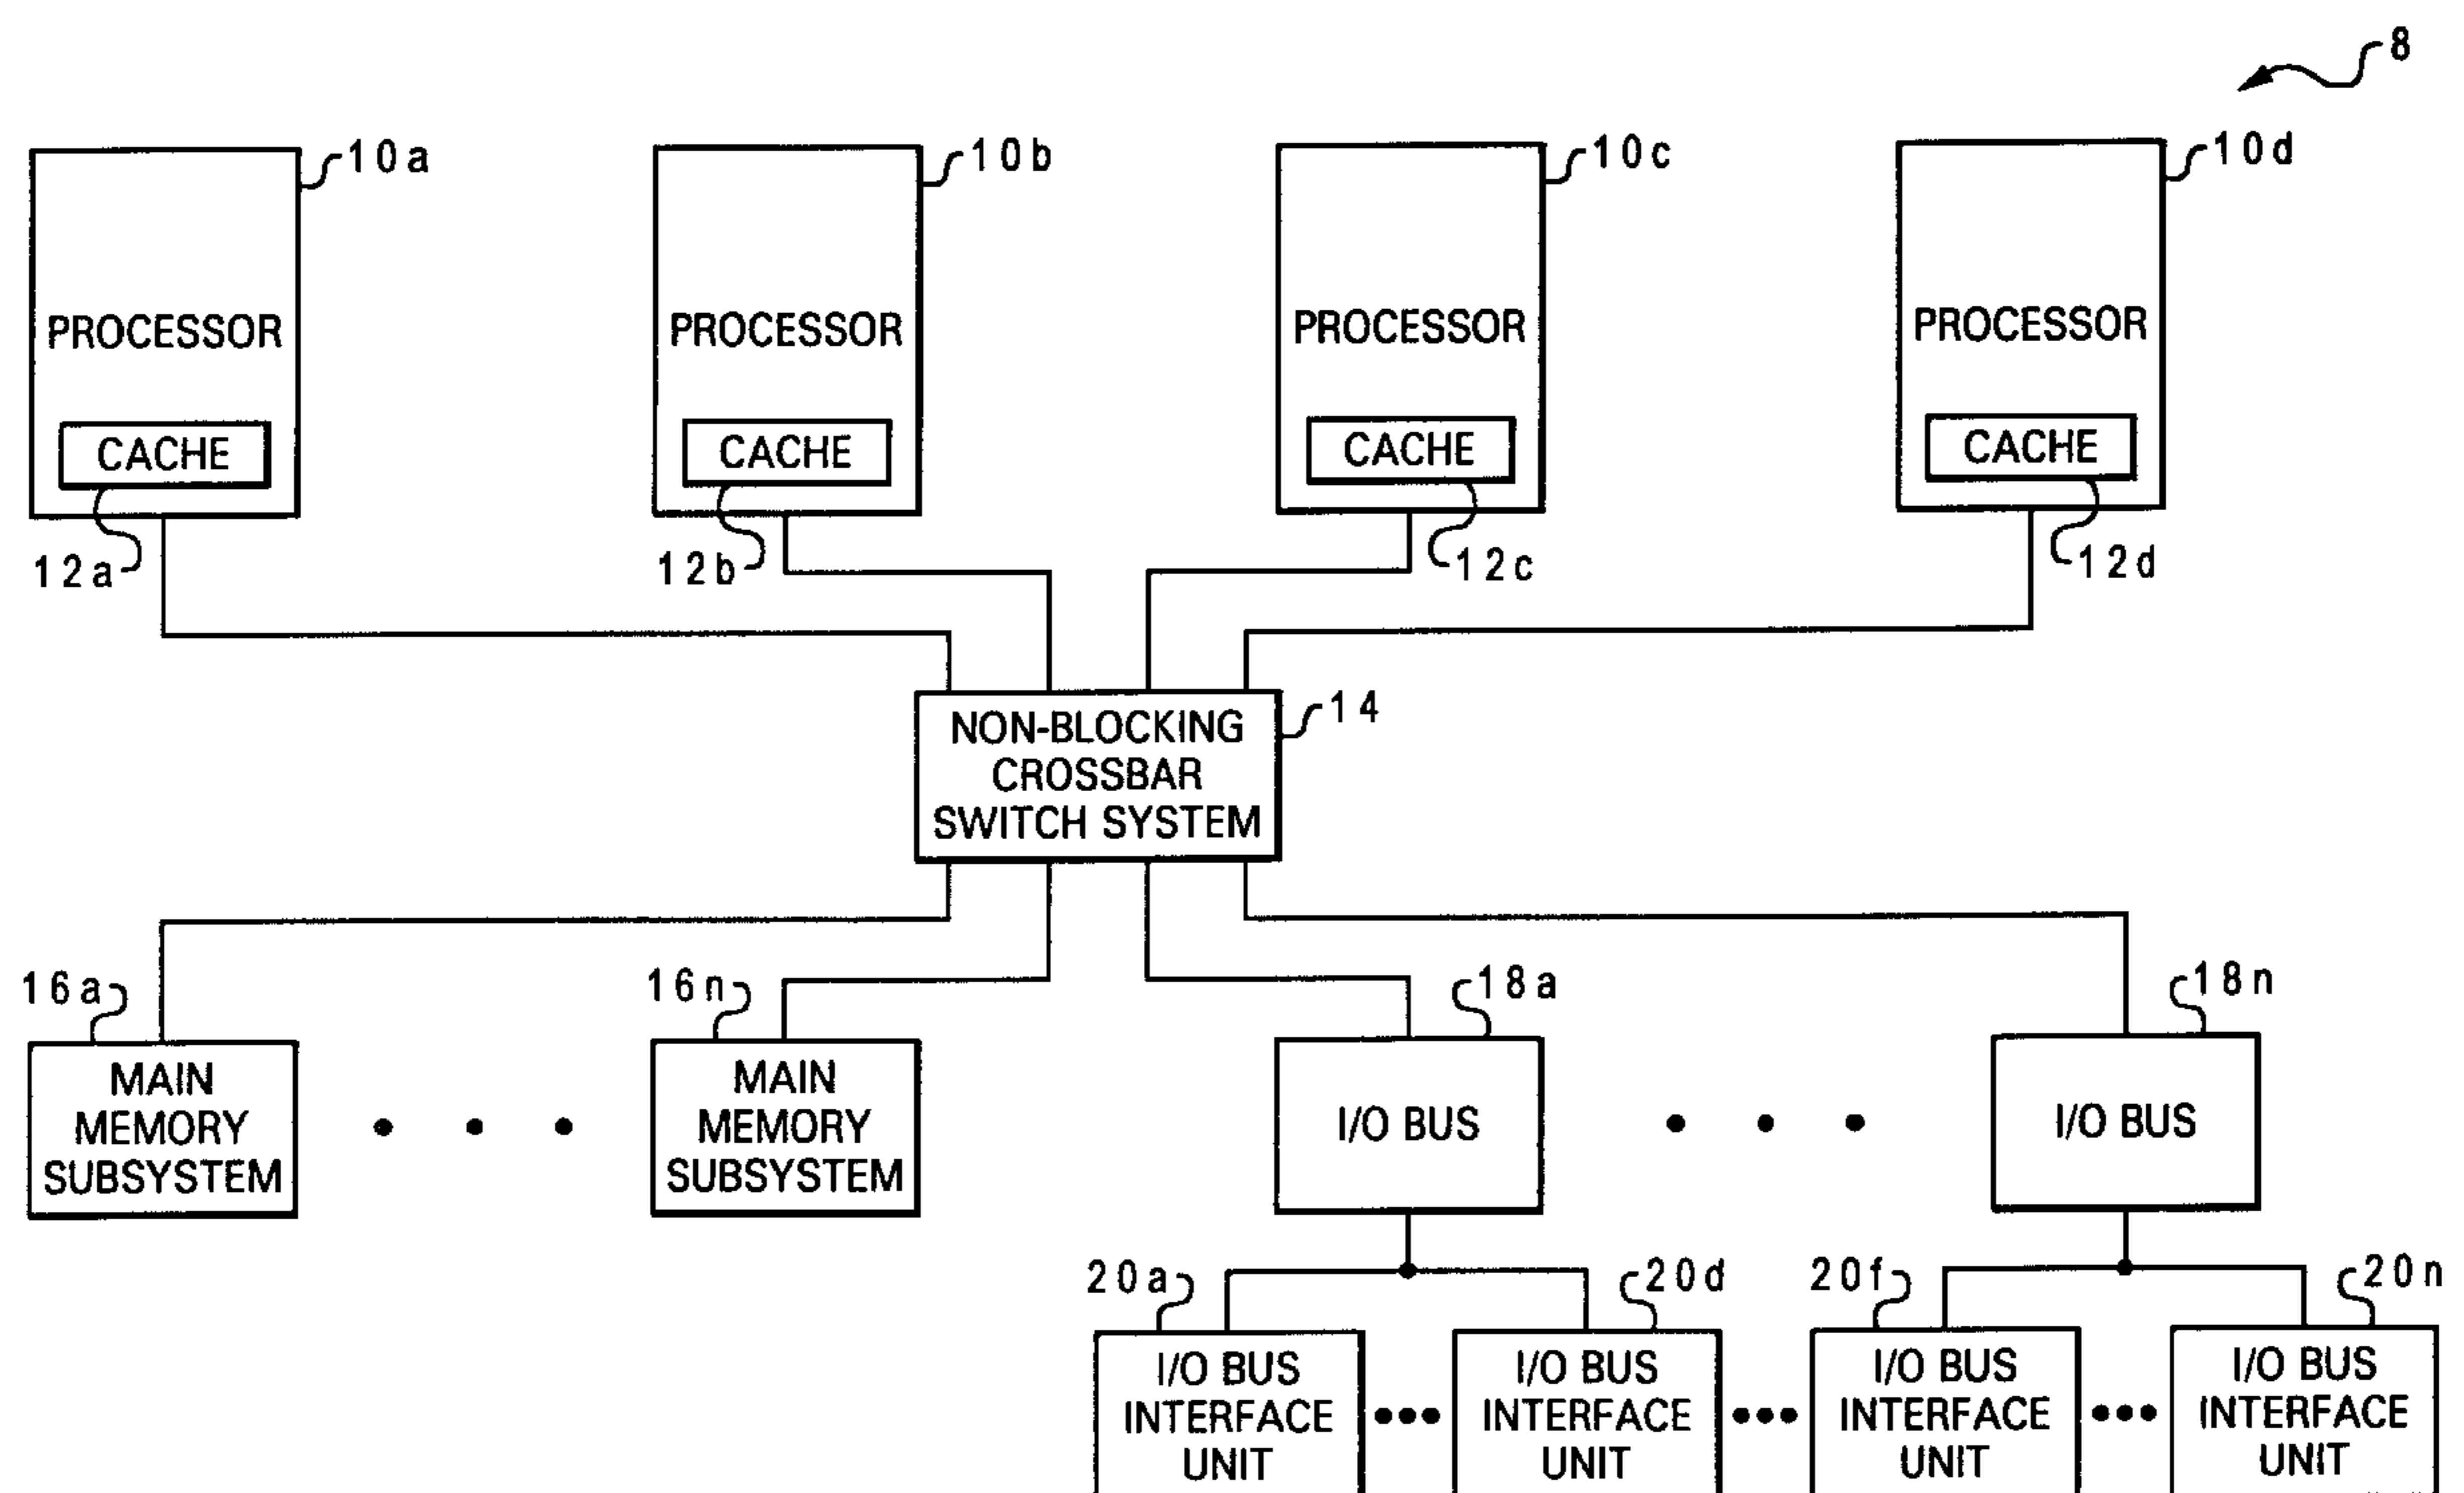 8
10a
10b
10c
10d
PROCESSOR
PROCESSOR
PROCESSOR
PROCESSOR
CACHE
CACHE
CACHE
CACHE
12a
12b
12c
12d
NON-BLOCKING
CROSSBAR
SWITCH SYSTEM
14
16a
16n
18a
18n
MAIN
MEMORY
SUBSYSTEM
MAIN
MEMORY
SUBSYSTEM
I/O BUS
I/O BUS
20a
20d
20f
20n
I/O BUS
INTERFACE
UNIT
I/O BUS
INTERFACE
UNIT
I/O BUS
INTERFACE
UNIT
I/O BUS
INTERFACE
UNIT